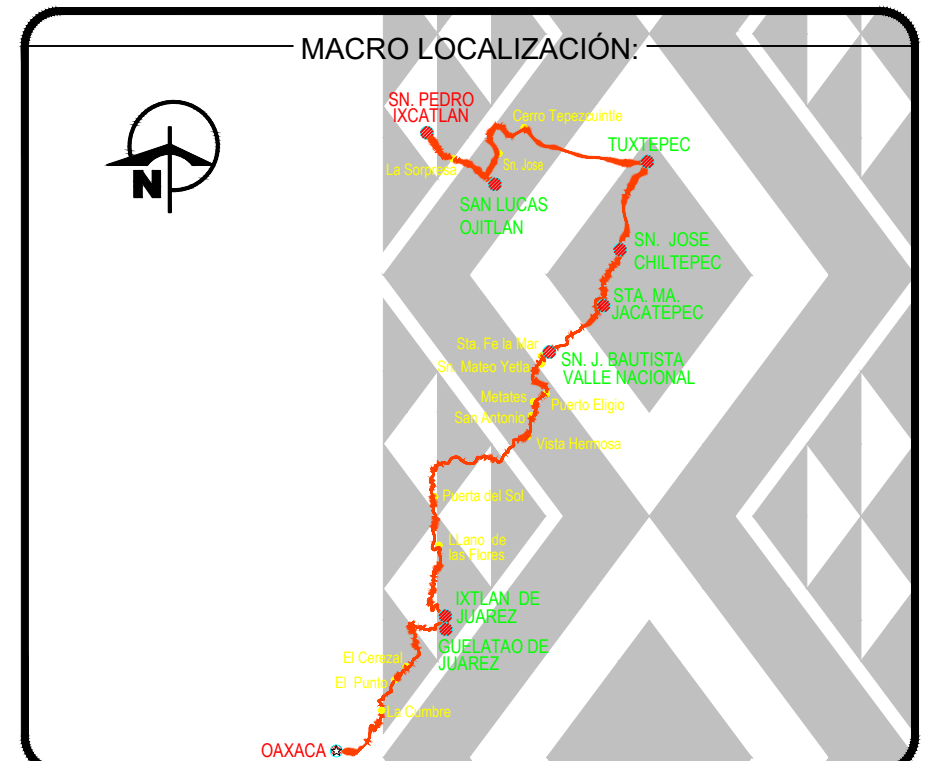 MACRO LOCALIZACIÓN:
SN. PEDRO
IXCATLAN
Cerro Tepezcuintle
TUXTEPEC
La Sorpresa
Sn. Jose
N
SAN LUCAS
OJITLAN
SN. JOSE
CHILTEPEC
STA. MA.
JACATEPEC
Sta. Fe la Mar
Sn. Mateo Yetla
SN. J. BAUTISTA
VALLE NACIONAL
Metates
Puerto Eligio
San Antonio
Vista Hermosa
Puerta del Sol
LLano de
las Flores
IXTLAN DE
JUAREZ
GUELATAO DE
JUAREZ
El Cerezal
El Punto
La Cumbre
OAXACA